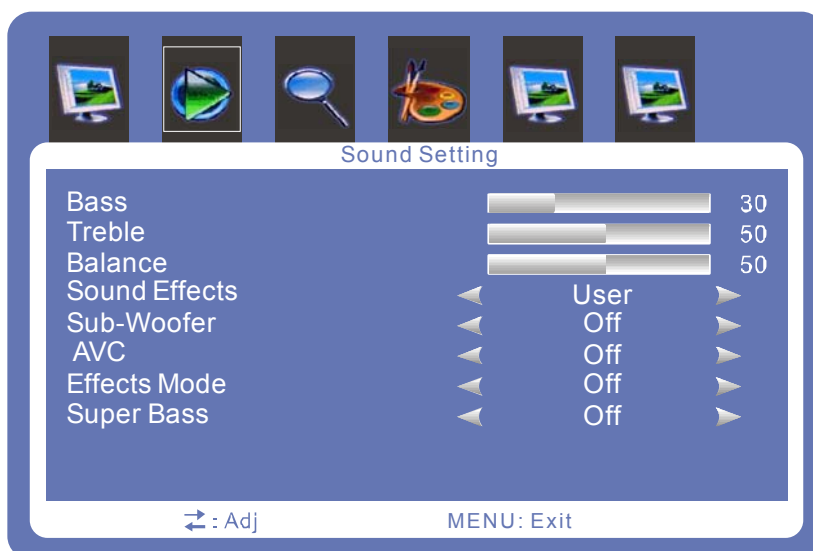 Sound Setting
Bass 30
Treble 50
Balance 50
Sound Effects User
Sub-Woofer Off
AVC Off
Effects Mode Off
Super Bass Off
: Adj MENU: Exit